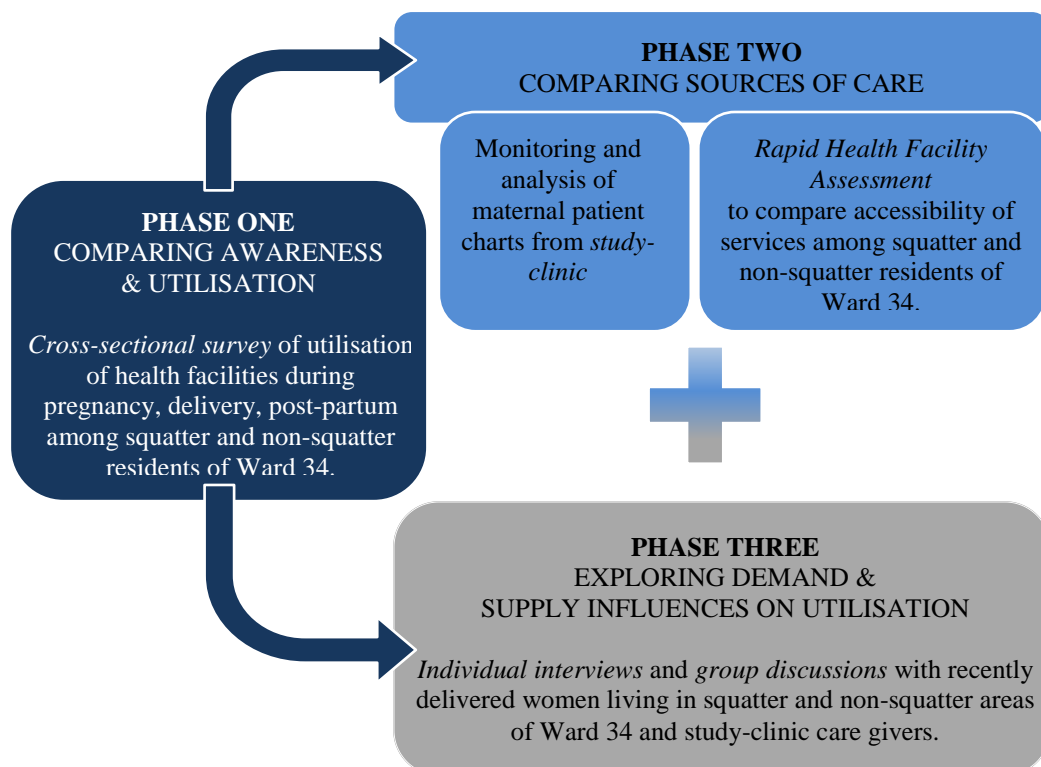 PHASE TWO
COMPARING SOURCES OF CARE
Monitoring and
analysis of
maternal patient
charts from study-
clinic
Rapid Health Facility
Assessment
to compare accessibility of
services among squatter and
non-squatter residents of
Ward 34.
PHASE ONE
COMPARING AWARENESS
& UTILISATION
Cross-sectional survey of utilisation
of health facilities during
pregnancy, delivery, post-partum
among squatter and non-squatter
residents of Ward 34.
PHASE THREE
EXPLORING DEMAND &
SUPPLY INFLUENCES ON UTILISATION
Individual interviews and group discussions with recently
delivered women living in squatter and non-squatter areas
of Ward 34 and study-clinic care givers.